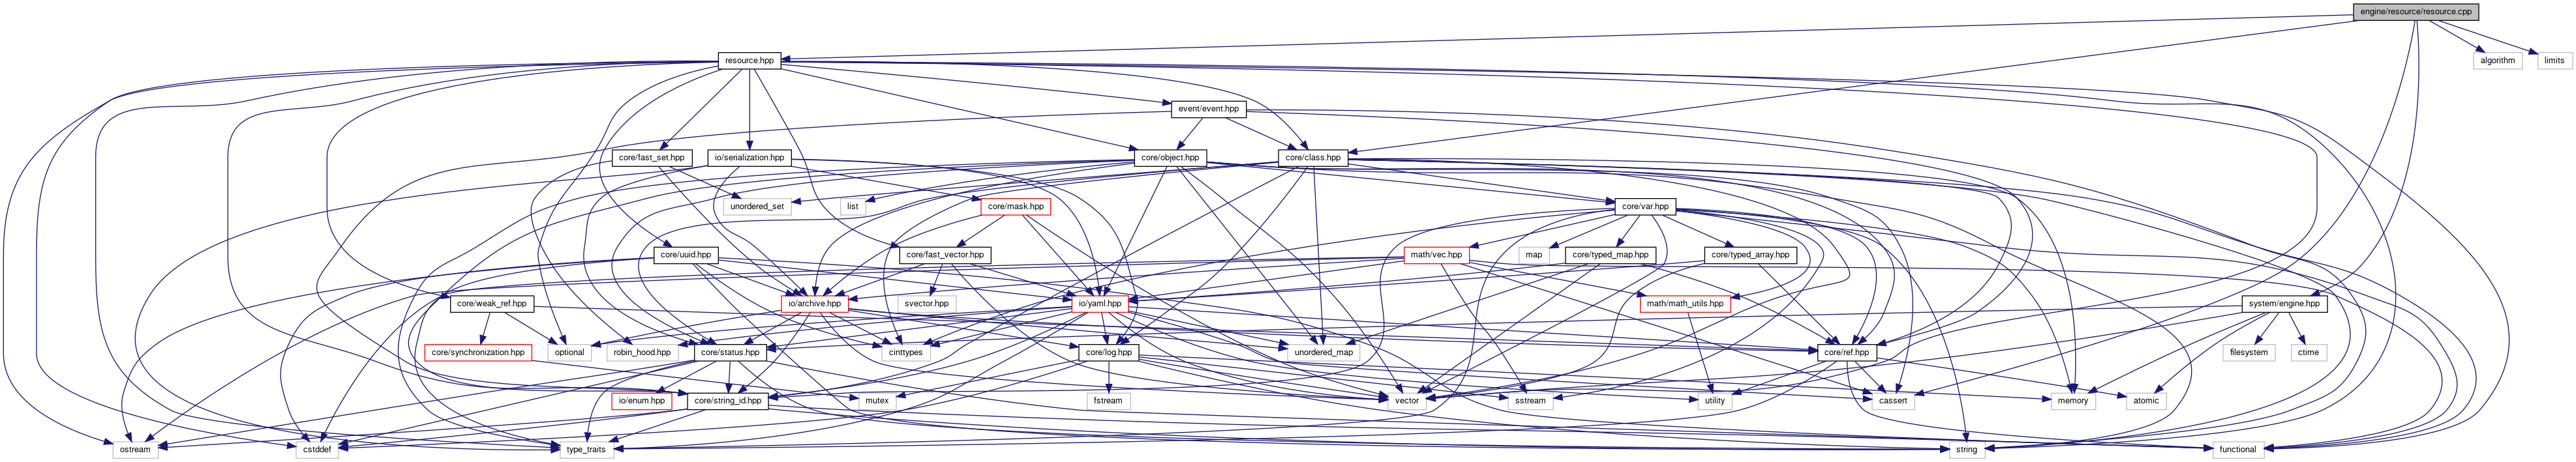 engine/resource/resource.cpp
resource.hpp
algorithm
limits
event/event.hpp
core/fast_set.hpp
io/serialization.hpp
core/object.hpp
core/class.hpp
unordered_set
list
core/mask.hpp
core/var.hpp
core/uuid.hpp
core/fast_vector.hpp
math/vec.hpp
map
core/typed_map.hpp
core/typed_array.hpp
core/weak_ref.hpp
io/archive.hpp
svector.hpp
io/yaml.hpp
math/math_utils.hpp
system/engine.hpp
core/synchronization.hpp
optional
robin_hood.hpp
core/status.hpp
cinttypes
core/log.hpp
unordered_map
core/ref.hpp
filesystem
ctime
io/enum.hpp
core/string_id.hpp
mutex
fstream
vector
sstream
utility
cassert
memory
atomic
ostream
cstddef
type_traits
string
functional